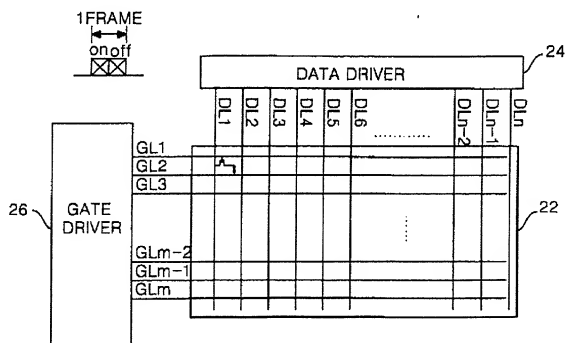 1FRAME
on off
DATA DRIVER
24
DL1
DL2
DL3
DL4
DL5
DL6
DLn-2
DLn-1
DLn
GL1
GL2
GL3
26
GATE
DRIVER
22
GLm-2
GLm-1
GLm